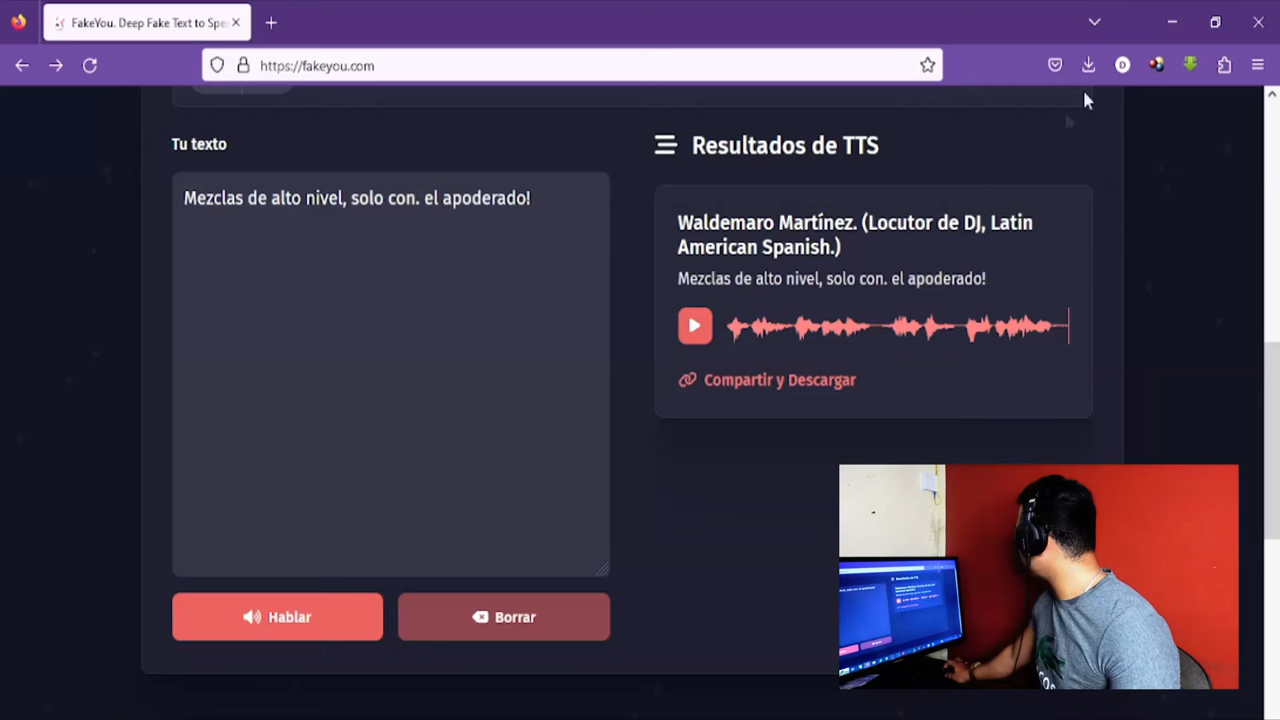 FakeYou. Deep Fake Text to Spe
https://fakeyou.com
D
Tu texto
Mezclas de alto nivel, solo con. el apoderado!
Hablar
Borrar
Resultados de TTS
Waldemaro Martínez. (Locutor de DJ, Latin
American Spanish.)
Mezclas de alto nivel, solo con. el apoderado!
Compartir y Descargar